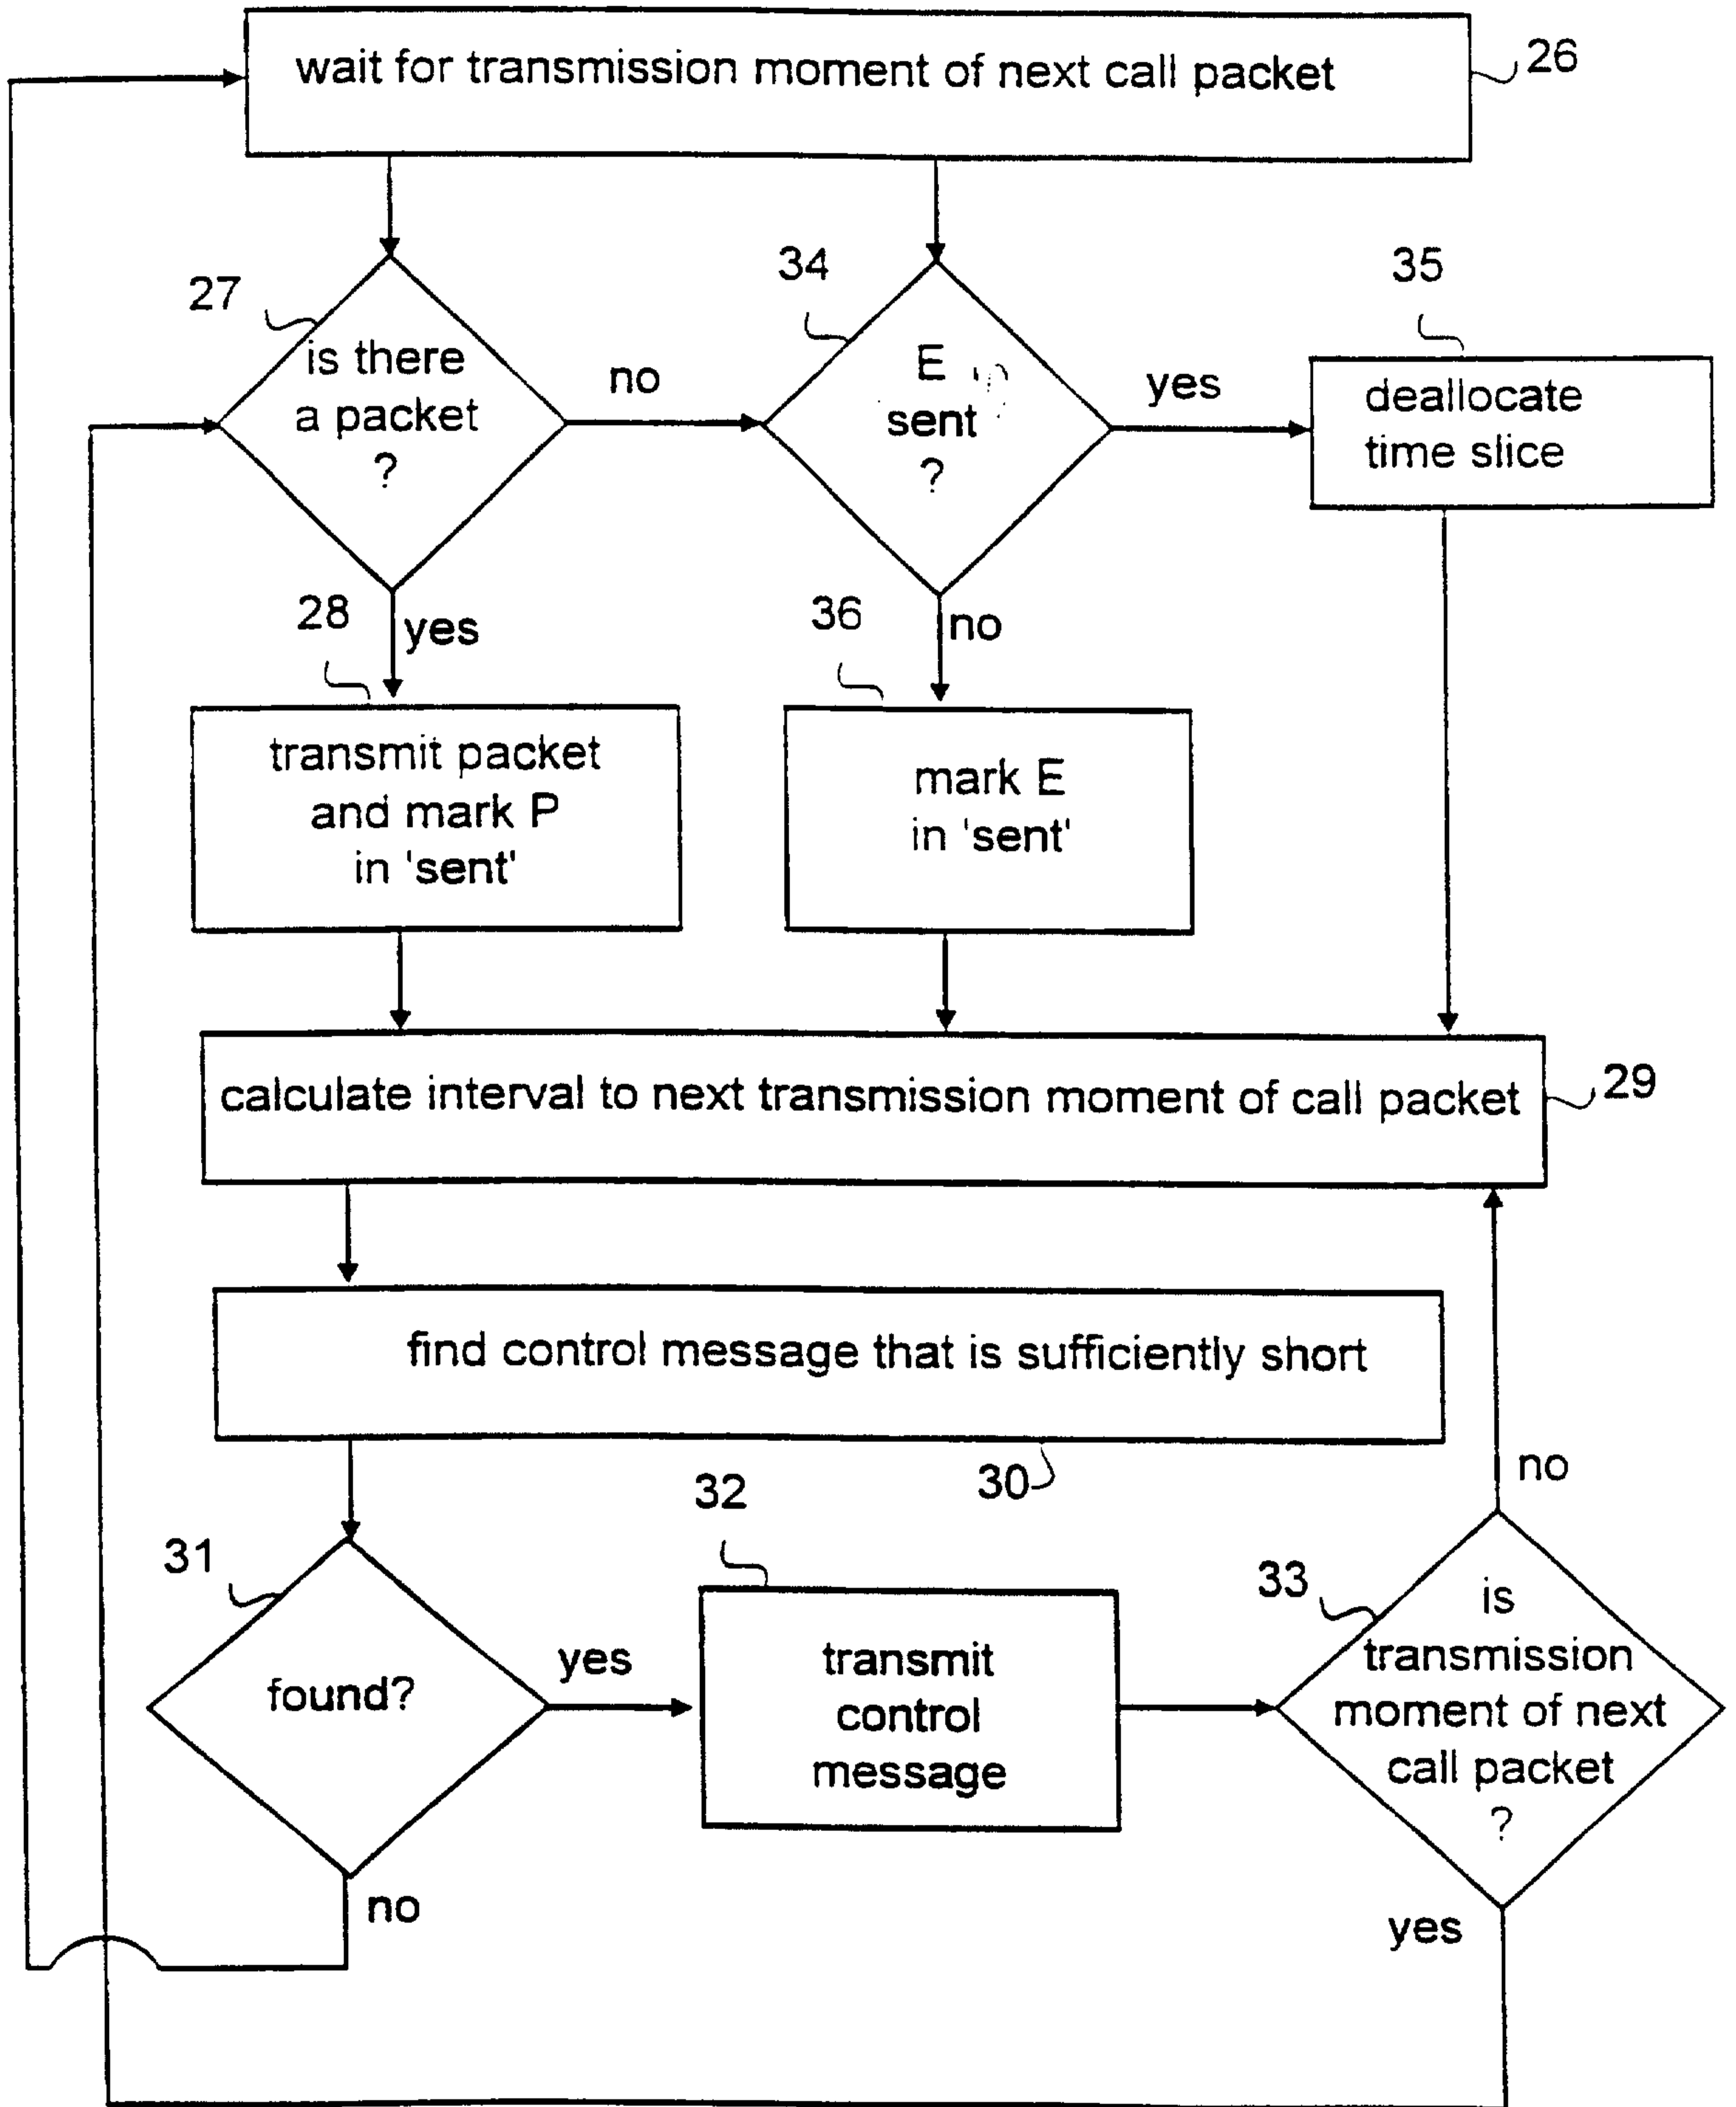 wait for transmission moment of next call packet
26
27
is there
a packet
?
no
34
E
sent
?
yes
35
deallocate
time slice
28
yes
36
no
transmit packet
and mark P
in 'sent'
mark E
in 'sent'
calculate interval to next transmission moment of call packet
29
find control message that is sufficiently short
30
no
31
found?
yes
32
transmit
control
message
33
is
transmission
moment of next
call packet
?
no
yes